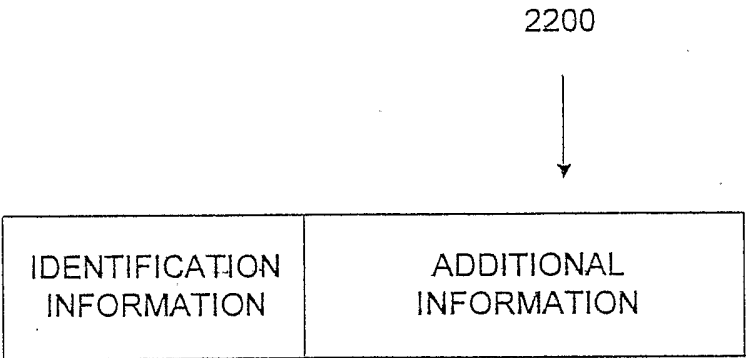 2200
IDENTIFICATION
INFORMATION
ADDITIONAL
INFORMATION